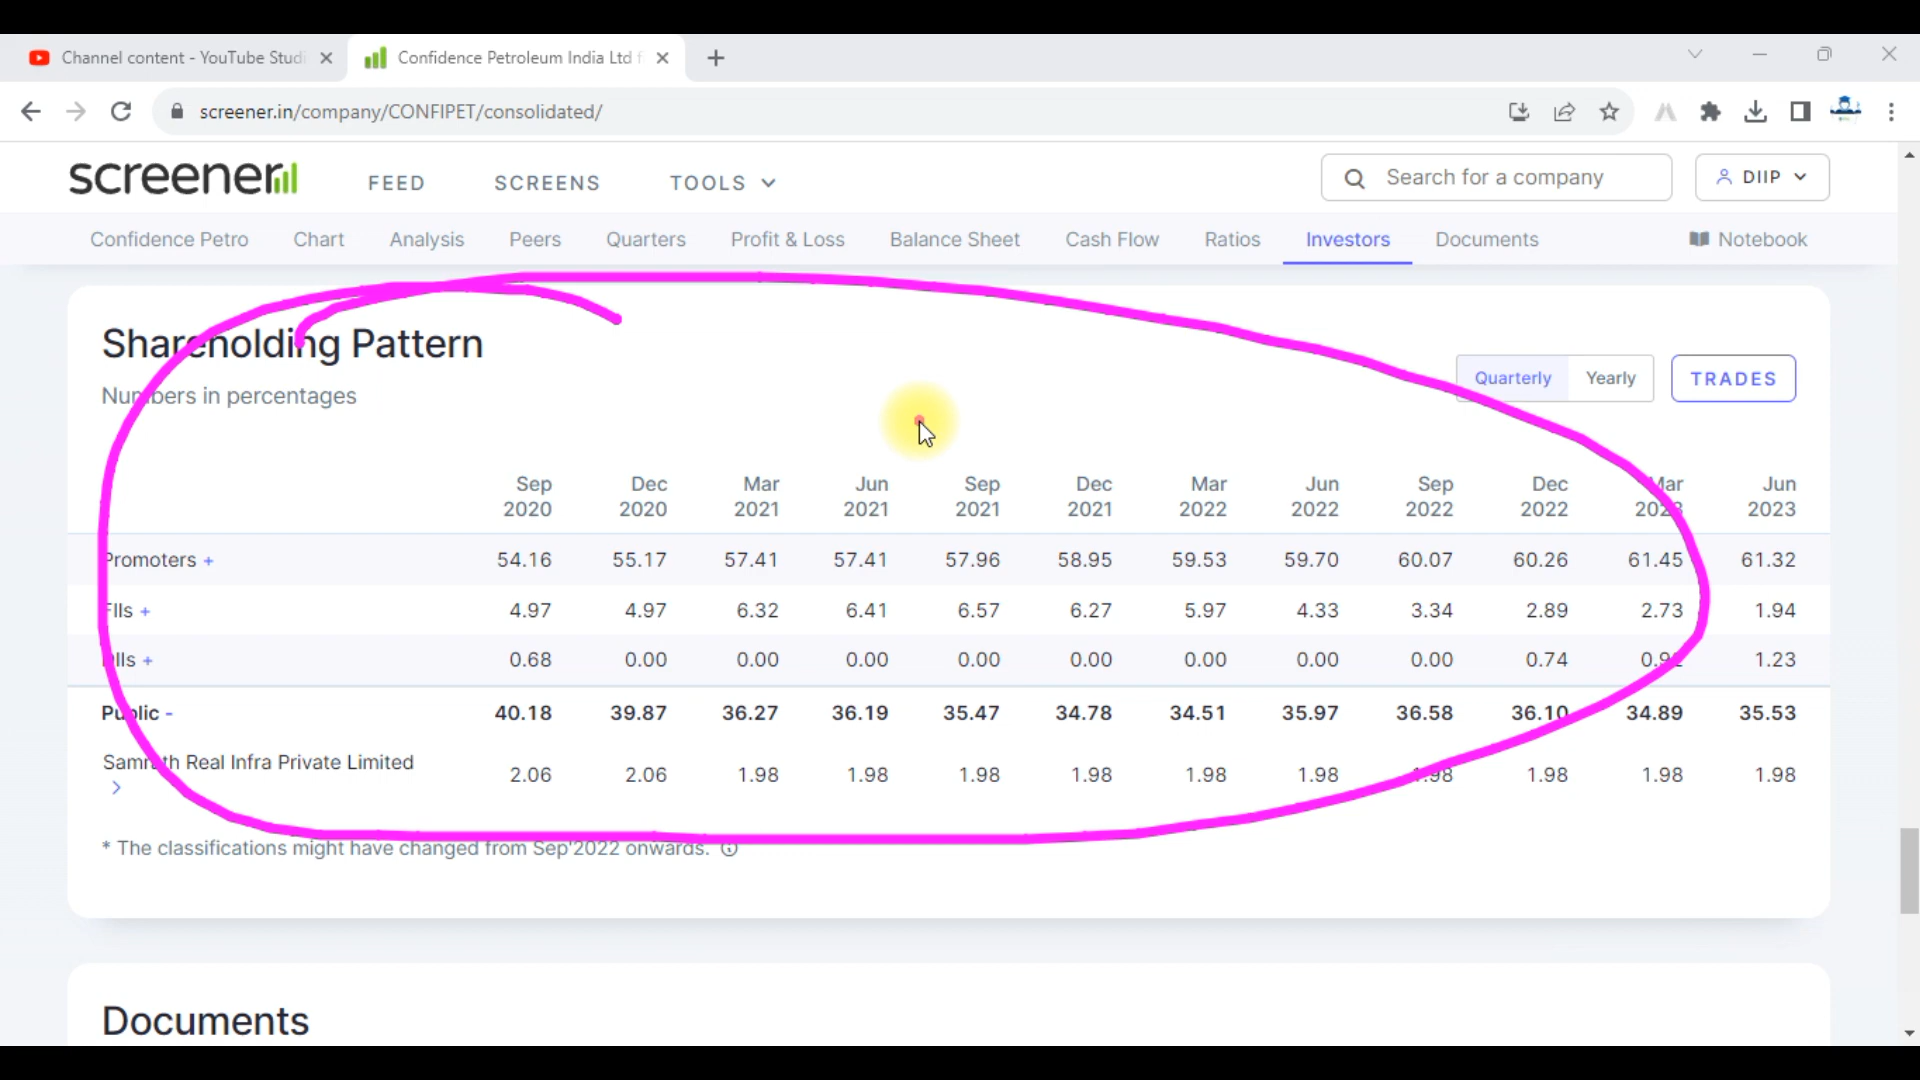 Channel content - YouTube Studi
Confidence Petroleum India Ltd f
screener.in/company/CONFIPET/consolidated/
screener
FEED SCREENS TOOLS
Search for a company
DIIP
Confidence Petro Chart Analysis Peers Quarters Profit & Loss Balance Sheet Cash Flow Ratios Investors Documents Notebook
Shareholding Pattern
Numbers in percentages
Quarterly Yearly TRADES
Sep Dec Mar Jun Sep Dec Mar Jun Sep Dec Mar Jun
2020 2020 2021 2021 2021 2021 2022 2022 2022 2022 2023 2023
Promoters + 54.16 55.17 57.41 57.41 57.96 58.95 59.53 59.70 60.07 60.26 61.45 61.32
FIIs + 4.97 4.97 6.32 6.41 6.57 6.27 5.97 4.33 3.34 2.89 2.73 1.94
DIIs + 0.68 0.00 0.00 0.00 0.00 0.00 0.00 0.00 0.00 0.74 1.23
Public - 40.18 39.87 36.27 36.19 35.47 34.78 34.51 35.97 36.58 36.10 34.89 35.53
Samrath Real Infra Private Limited 2.06 2.06 1.98 1.98 1.98 1.98 1.98 1.98 1.98 1.98 1.98 1.98
* The classifications might have changed from Sep'2022 onwards.
Documents